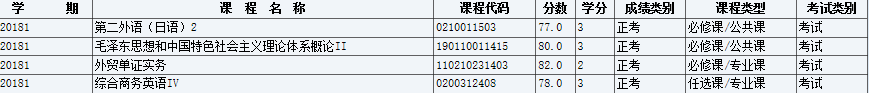 学 期 课 程 名 称 课程代码 分数 学分 成绩类别 课程类型 考试类别
20181 第二外语（日语）2 0210011503 77.0 3 正考 必修课/公共课 考试
20181 毛泽东思想和中国特色社会主义理论体系概论II 190110011415 80.0 3 正考 必修课/公共课 考试
20181 外贸单证实务 110210231403 82.0 2 正考 必修课/专业课 考试
20181 综合商务英语IV 0200312408 78.0 3 正考 任选课/专业课 考试